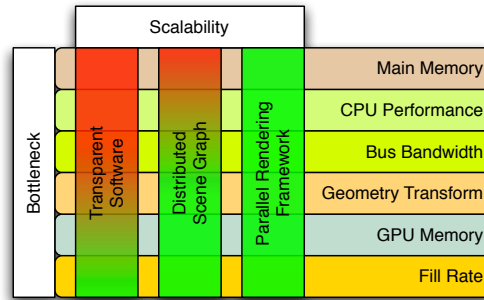 Scalability
Bottleneck
Transparent
Software
Distributed
Scene Graph
Parallel Rendering
Framework
Main Memory
CPU Performance
Bus Bandwidth
Geometry Transform
GPU Memory
Fill Rate